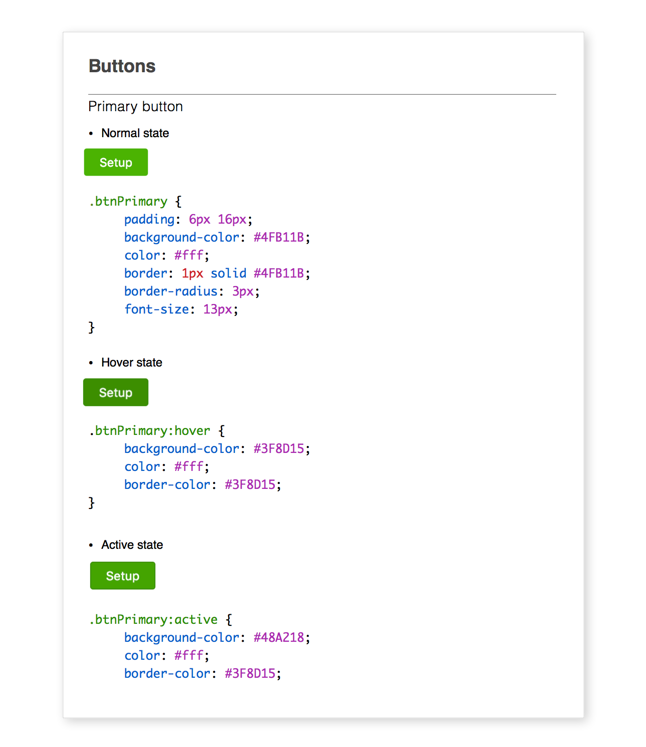 Buttons
Primary button
• Normal state
Setup
.btnPrimary {
padding: 6px 16px;
background-color: #4FB11B;
color: #fff;
border: 1px solid #4FB11B;
border-radius: 3px;
font-size: 13px;
}
• Hover state
Setup
.btnPrimary:hover {
background-color: #3F8D15;
color: #fff;
border-color: #3F8D15;
}
• Active state
Setup
.btnPrimary:active {
background-color: #48A218;
color: #fff;
border-color: #3F8D15;